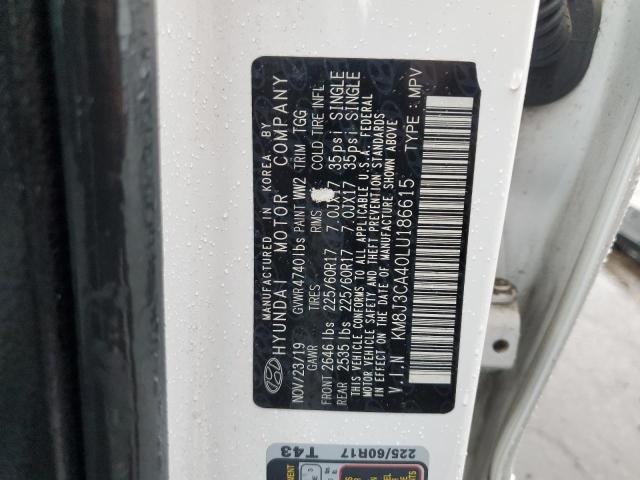 MANUFACTURED IN KOREA BY
HYUNDAI MOTOR COMPANY
NOV/23/19 GVWR 4740lbs PAINT WW2 TRIM TGG
GAWR TIRES RIMS COLD TIRE INFL
FRONT 2646 lbs 225/60R17 7.0JX17 35psi SINGLE
REAR 2535 lbs 225/60R17 7.0JX17 35psi SINGLE
THIS VEHICLE CONFORMS TO ALL APPLICABLE U.S.A. FEDERAL
MOTOR VEHICLE SAFETY, BUMPER, AND THEFT PREVENTION STANDARDS
IN EFFECT ON THE DATE OF MANUFACTURE SHOWN ABOVE
V.I.N KM8J3CA40LU186615 TYPE : MPV
225/60R17
T43